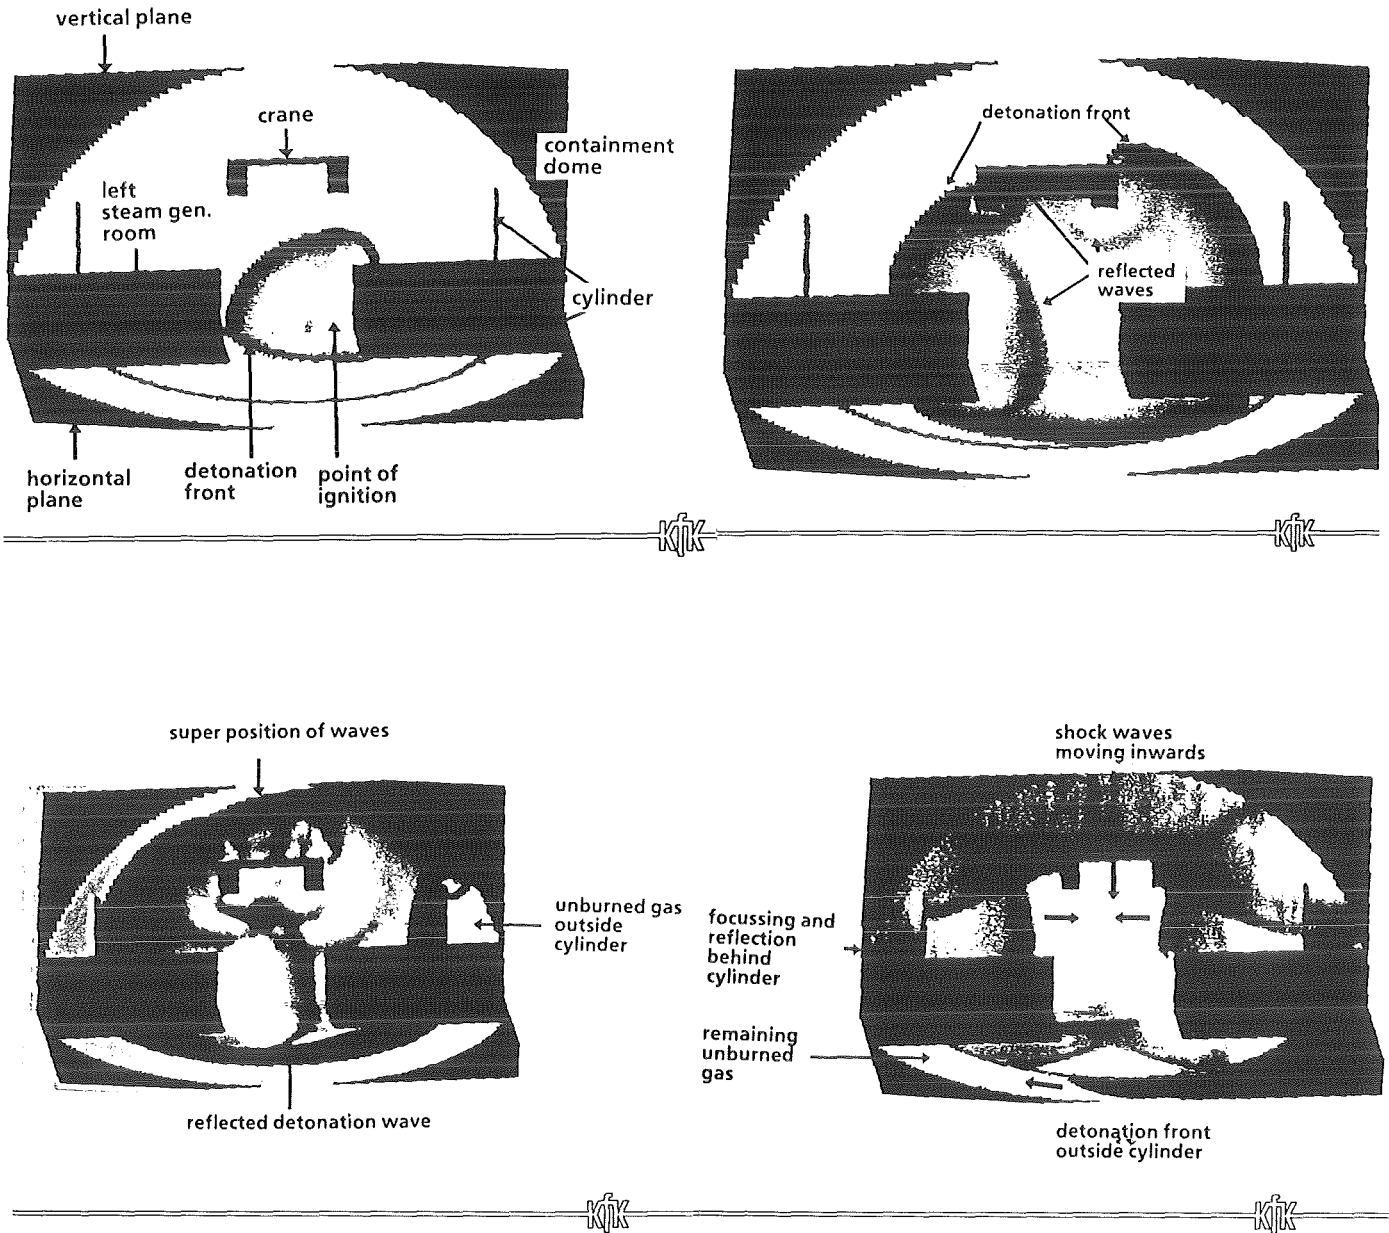 vertical plane
crane
containment
dome
left
steam gen.
room
cylinder
horizontal
plane
detonation
front
point of
ignition
KfK
detonation front
reflected
waves
KfK
super position of waves
unburned gas
outside
cylinder
reflected detonation wave
KfK
shock waves
moving inwards
focussing and
reflection
behind
cylinder
remaining
unburned
gas
detonation front
outside cylinder
KfK